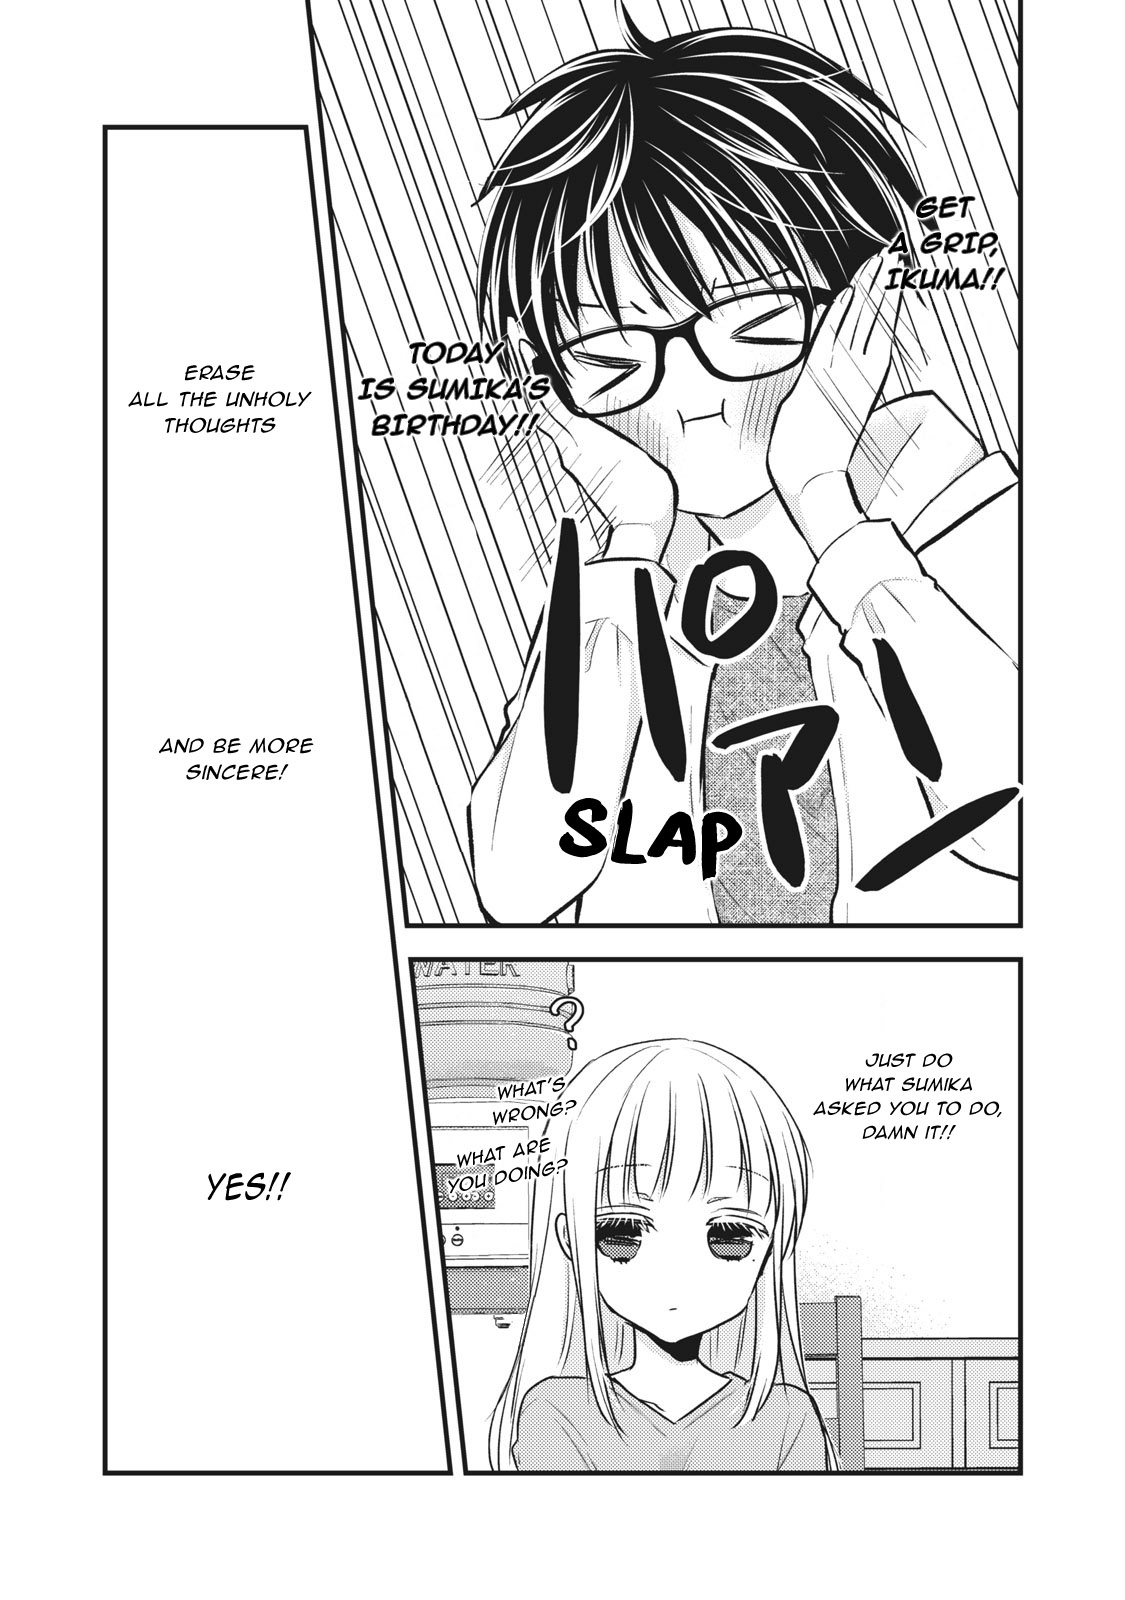 GET
A GRIP,
IKUMA!!
TODAY
IS SUMIKA'S
BIRTHDAY!!
パアン
SLAP
WATER
?
WHAT'S
WRONG?
WHAT ARE
YOU DOING?
JUST DO
WHAT SUMIKA
ASKED YOU TO DO,
DAMN IT!!
ERASE
ALL THE UNHOLY
THOUGHTS
AND BE MORE
SINCERE!
YES!!